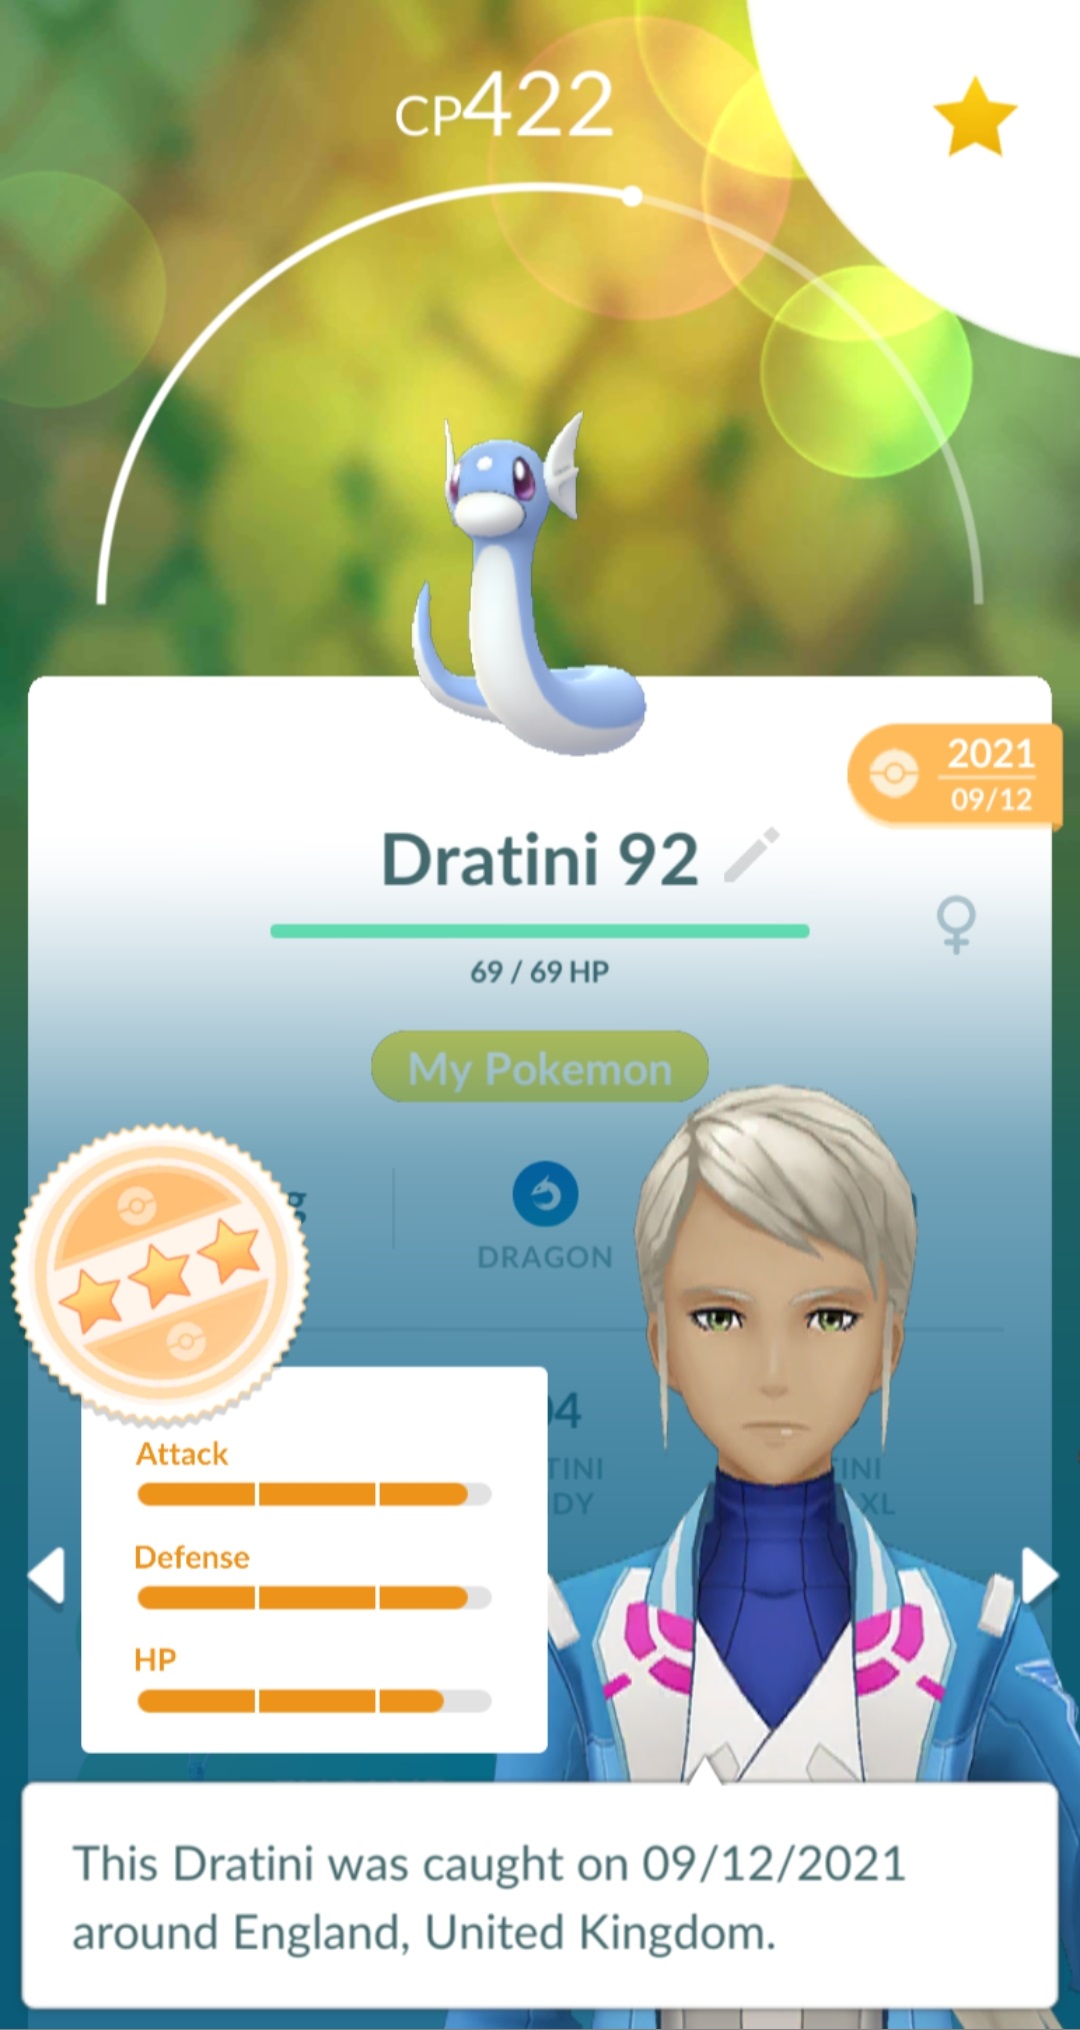 CP422
2021
09/12
Dratini 92
69 / 69 HP
My Pokemon
g
DRAGON
04
TINI
INI
DY
XL
Attack
Defense
HP
This Dratini was caught on 09/12/2021
around England, United Kingdom.